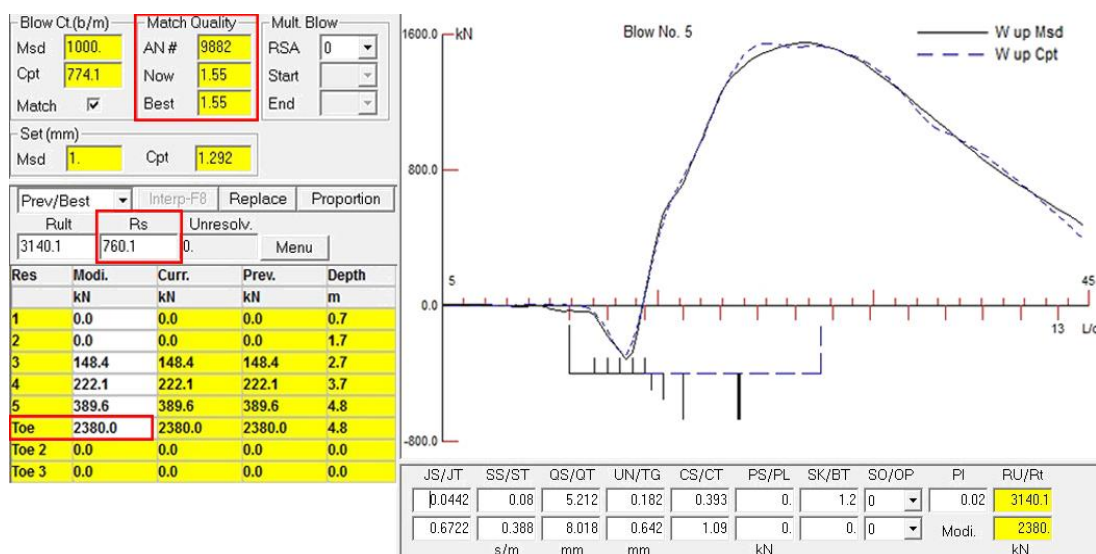 Blow Ct.(b/m) Match Quality Mult. Blow
Msd 1000. AN # 9882 RSA 0
Cpt 774.1 Now 1.55 Start
Match Best 1.55 End
Set (mm)
Msd 1. Cpt 1.292
Prev/Best Interp-F8 Replace Proportion
Rult Rs Unresolv.
3140.1 760.1 0. Menu
Res Modi. Curr. Prev. Depth
kN kN kN m
1 0.0 0.0 0.0 0.7
2 0.0 0.0 0.0 1.7
3 148.4 148.4 148.4 2.7
4 222.1 222.1 222.1 3.7
5 389.6 389.6 389.6 4.8
Toe 2380.0 2380.0 2380.0 4.8
Toe 2 0.0 0.0 0.0 0.0
Toe 3 0.0 0.0 0.0 0.0
1600.0 kN Blow No. 5 W up Msd
W up Cpt
800.0
5 45
0.0
13 L/c
-800.0
JS/JT SS/ST QS/QT UN/TG CS/CT PS/PL SK/BT SO/OP PI RU/Rt
0.0442 0.08 5.212 0.182 0.393 0. 1.2 0 0.02 3140.1
0.6722 0.388 8.018 0.642 1.09 0. 0. 0 Modi. 2380.
s/m mm mm kN kN